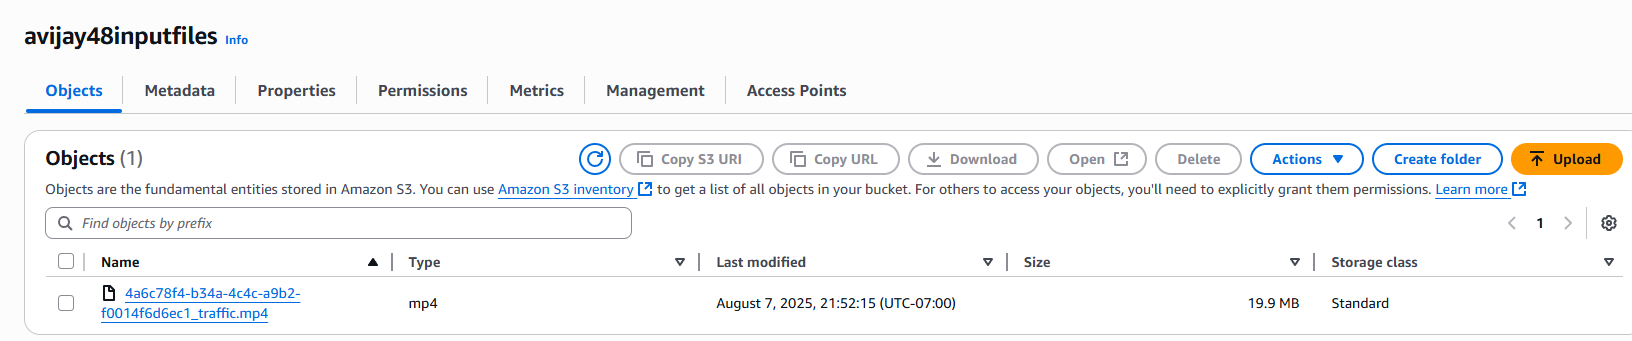 avijay48inputfiles Info
Objects Metadata Properties Permissions Metrics Management Access Points
Objects (1) Copy S3 URI Copy URL Download Open Delete Actions Create folder Upload
Objects are the fundamental entities stored in Amazon S3. You can use Amazon S3 inventory to get a list of all objects in your bucket. For others to access your objects, you'll need to explicitly grant them permissions. Learn more
Find objects by prefix 1
Name Type Last modified Size Storage class
4a6c78f4-b34a-4c4c-a9b2-
f0014f6d6ec1_traffic.mp4 mp4 August 7, 2025, 21:52:15 (UTC-07:00) 19.9 MB Standard